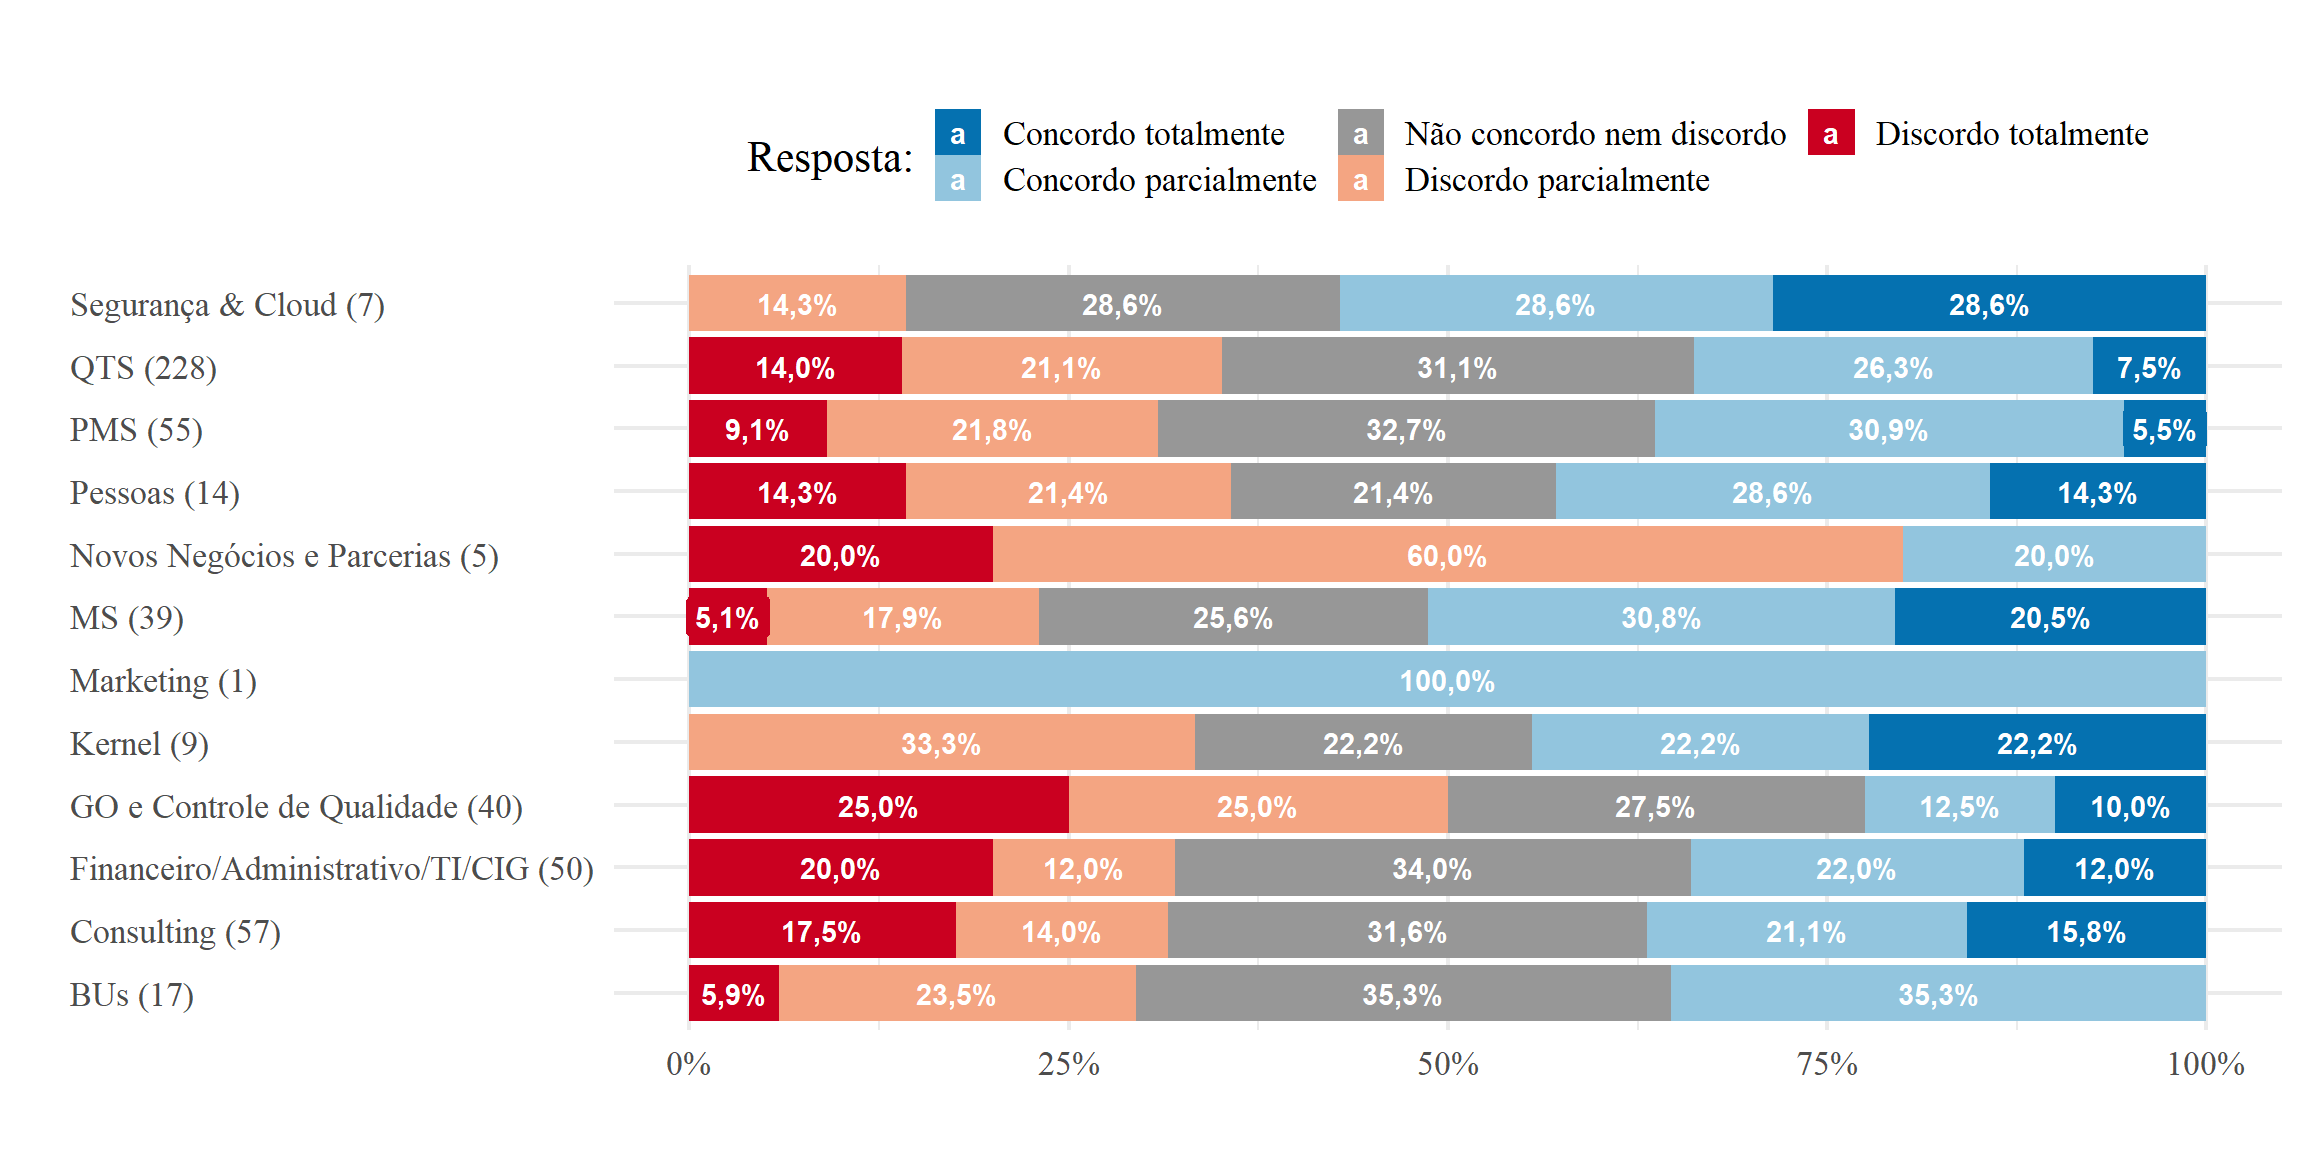 Resposta:
a Concordo totalmente a Não concordo nem discordo a Discordo totalmente
a Concordo parcialmente a Discordo parcialmente
Segurança & Cloud (7) 14,3% 28,6% 28,6% 28,6%
QTS (228) 14,0% 21,1% 31,1% 26,3% 7,5%
PMS (55) 9,1% 21,8% 32,7% 30,9% 5,5%
Pessoas (14) 14,3% 21,4% 21,4% 28,6% 14,3%
Novos Negócios e Parcerias (5) 20,0% 60,0% 20,0%
MS (39) 5,1% 17,9% 25,6% 30,8% 20,5%
Marketing (1) 100,0%
Kernel (9) 33,3% 22,2% 22,2% 22,2%
GO e Controle de Qualidade (40) 25,0% 25,0% 27,5% 12,5% 10,0%
Financeiro/Administrativo/TI/CIG (50) 20,0% 12,0% 34,0% 22,0% 12,0%
Consulting (57) 17,5% 14,0% 31,6% 21,1% 15,8%
BUs (17) 5,9% 23,5% 35,3% 35,3%
0% 25% 50% 75% 100%